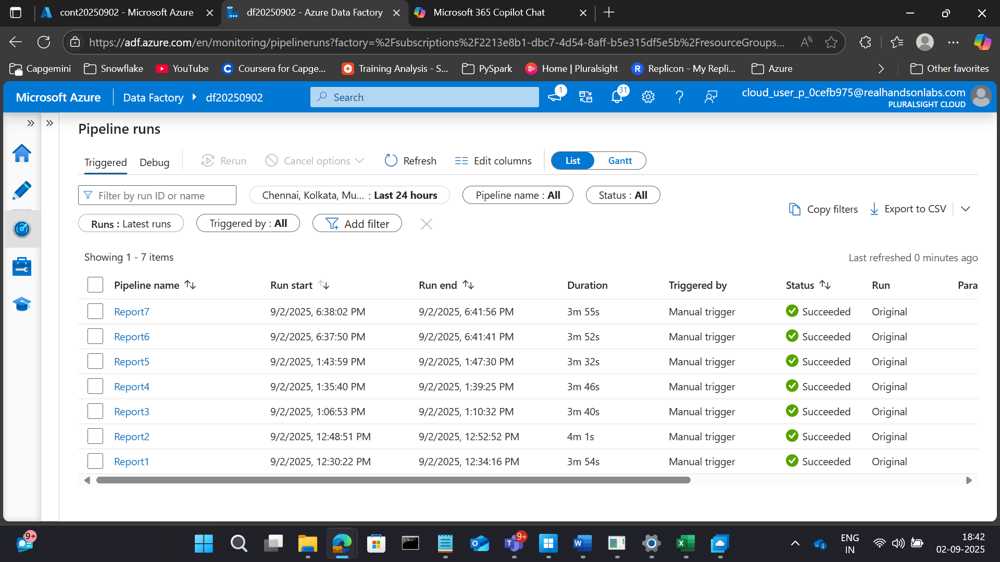 cont20250902 - Microsoft Azure
df20250902 - Azure Data Factory
Microsoft 365 Copilot Chat
https://adf.azure.com/en/monitoring/pipelineruns?factory=%2Fsubscriptions%2F2213e8b1-dbc7-4d54-8aff-b5e315df5e5b%2FresourceGroups...
Capgemini
Snowflake
YouTube
Coursera for Capge...
Training Analysis - S...
PySpark
Home | Pluralsight
Replicon - My Repli...
Azure
Other favorites
Microsoft Azure
Data Factory
df20250902
Search
1
31
cloud_user_p_0cefb975@realhandsonlabs.com
PLURALSIGHT CLOUD
Pipeline runs
Triggered
Debug
Rerun
Cancel options
Refresh
Edit columns
List
Gantt
Filter by run ID or name
Chennai, Kolkata, Mu... : Last 24 hours
Pipeline name : All
Status : All
Runs : Latest runs
Triggered by : All
Add filter
Copy filters
Export to CSV
Showing 1 - 7 items
Last refreshed 0 minutes ago
Pipeline name Run start Run end Duration Triggered by Status Run Para
Report7 9/2/2025, 6:38:02 PM 9/2/2025, 6:41:56 PM 3m 55s Manual trigger Succeeded Original
Report6 9/2/2025, 6:37:50 PM 9/2/2025, 6:41:41 PM 3m 52s Manual trigger Succeeded Original
Report5 9/2/2025, 1:43:59 PM 9/2/2025, 1:47:30 PM 3m 32s Manual trigger Succeeded Original
Report4 9/2/2025, 1:35:40 PM 9/2/2025, 1:39:25 PM 3m 46s Manual trigger Succeeded Original
Report3 9/2/2025, 1:06:53 PM 9/2/2025, 1:10:32 PM 3m 40s Manual trigger Succeeded Original
Report2 9/2/2025, 12:48:51 PM 9/2/2025, 12:52:52 PM 4m 1s Manual trigger Succeeded Original
Report1 9/2/2025, 12:30:22 PM 9/2/2025, 12:34:16 PM 3m 54s Manual trigger Succeeded Original
9+
9+
ENG
IN
18:42
02-09-2025